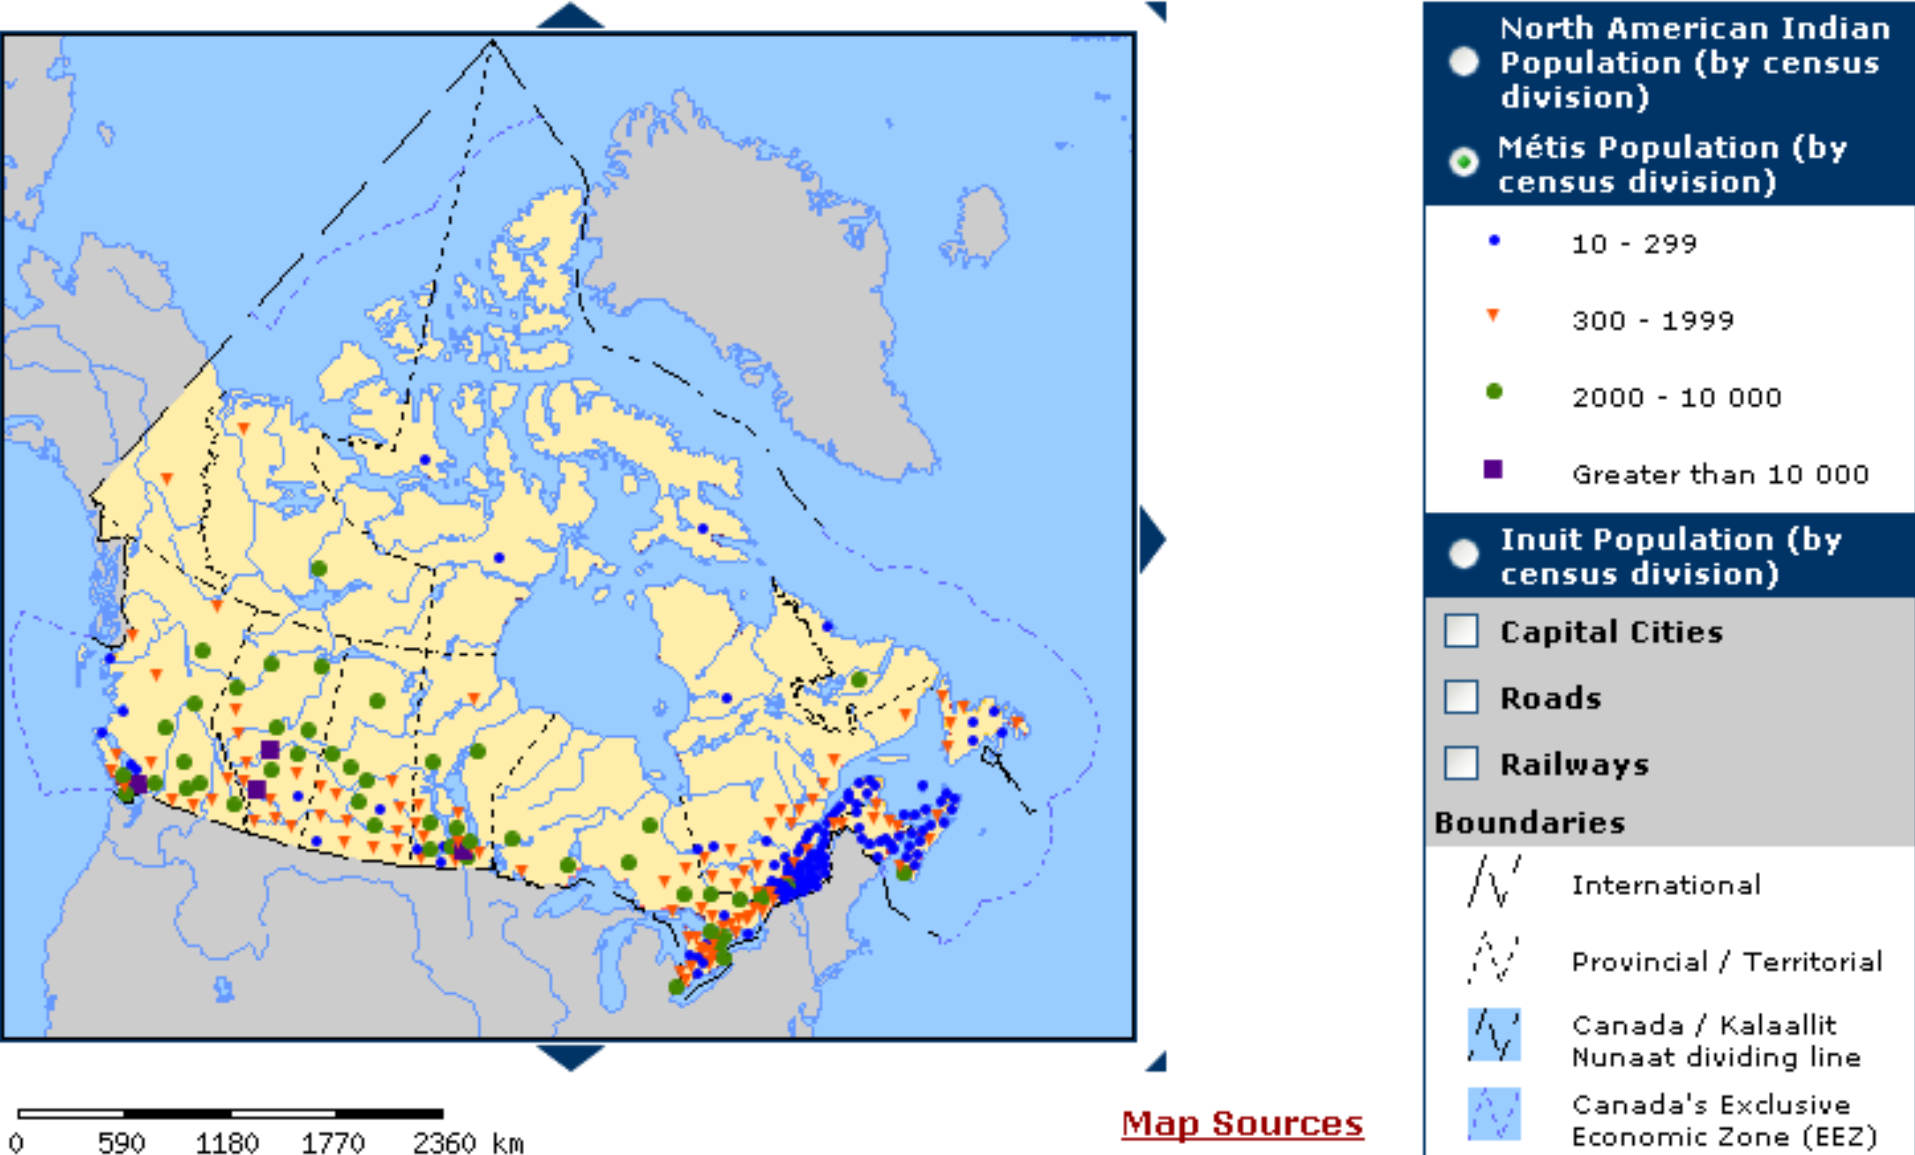 North American Indian
Population (by census
division)
Métis Population (by
census division)
10 - 299
300 - 1999
2000 - 10 000
Greater than 10 000
Inuit Population (by
census division)
Capital Cities
Roads
Railways
Boundaries
International
Provincial / Territorial
Canada / Kalaallit
Nunaat dividing line
Canada's Exclusive
Economic Zone (EEZ)
0 590 1180 1770 2360 km
Map Sources